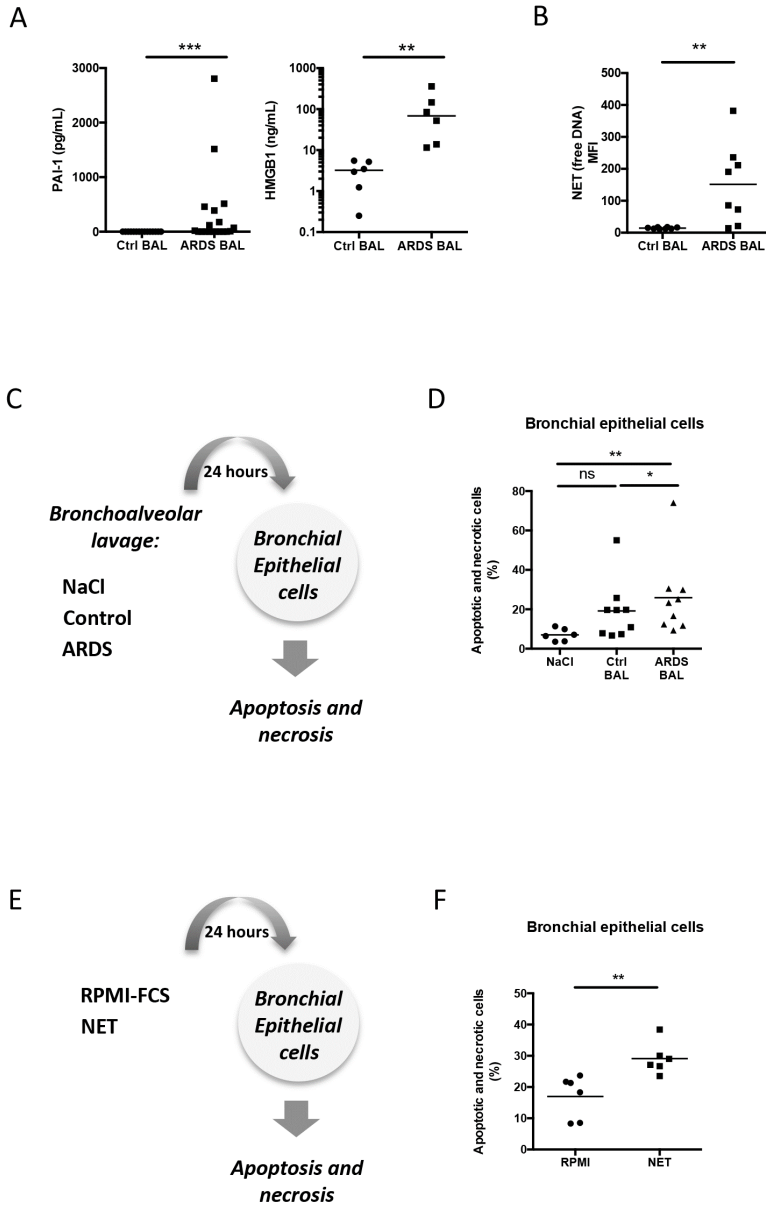 A
***
PAI-1 (pg/mL)
3000
2000
1000
0
Ctrl BAL
ARDS BAL
**
HMGB1 (ng/mL)
1000
100
10
1
0.1
Ctrl BAL
ARDS BAL
B
**
NET (free DNA)
MFI
500
400
300
200
100
0
Ctrl BAL
ARDS BAL
C
24 hours
Bronchoalveolar
lavage:
NaCl
Control
ARDS
Bronchial
Epithelial
cells
Apoptosis and
necrosis
D
Bronchial epithelial cells
**
ns
*
Apoptotic and necrotic cells
(%)
80
60
40
20
0
NaCl
Ctrl
BAL
ARDS
BAL
E
24 hours
RPMI-FCS
NET
Bronchial
Epithelial
cells
Apoptosis and
necrosis
F
Bronchial epithelial cells
**
Apoptotic and necrotic cells
(%)
50
40
30
20
10
0
RPMI
NET